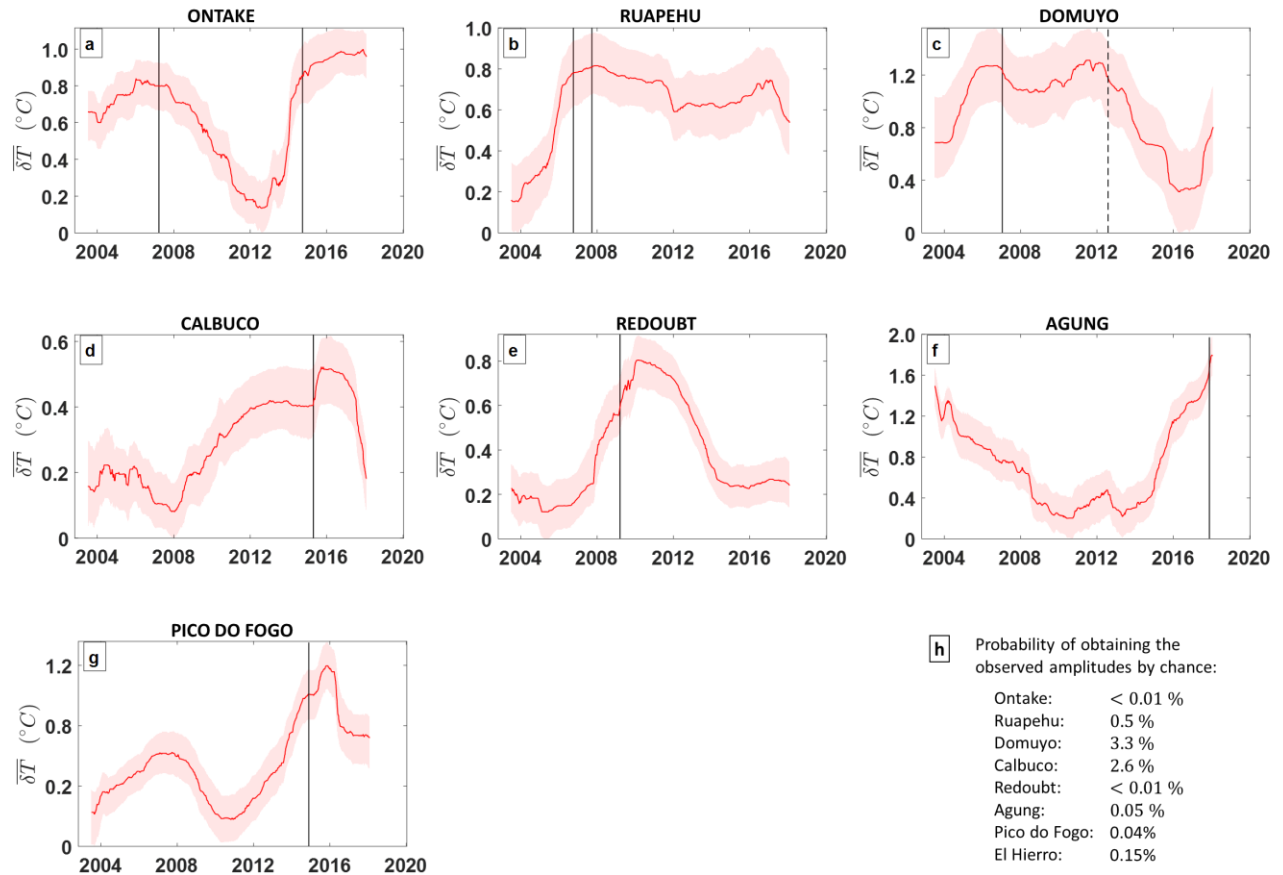 ONTAKE
a
1.0
0.8
0.6
0.4
0.2
0
δT (°C)
2004 2008 2012 2016 2020
RUAPEHU
b
1.0
0.8
0.6
0.4
0.2
0
δT (°C)
2004 2008 2012 2016 2020
DOMUYO
c
1.2
0.8
0.4
0
δT (°C)
2004 2008 2012 2016 2020
CALBUCO
d
0.6
0.4
0.2
0
δT (°C)
2004 2008 2012 2016 2020
REDOUBT
e
0.8
0.6
0.4
0.2
0
δT (°C)
2004 2008 2012 2016 2020
AGUNG
f
2.0
1.6
1.2
0.8
0.4
0
δT (°C)
2004 2008 2012 2016 2020
PICO DO FOGO
g
1.2
0.8
0.2
0
δT (°C)
2004 2008 2012 2016 2020
h Probability of obtaining the
observed amplitudes by chance:
Ontake: < 0.01 %
Ruapehu: 0.5 %
Domuyo: 3.3 %
Calbuco: 2.6 %
Redoubt: < 0.01 %
Agung: 0.05 %
Pico do Fogo: 0.04%
El Hierro: 0.15%